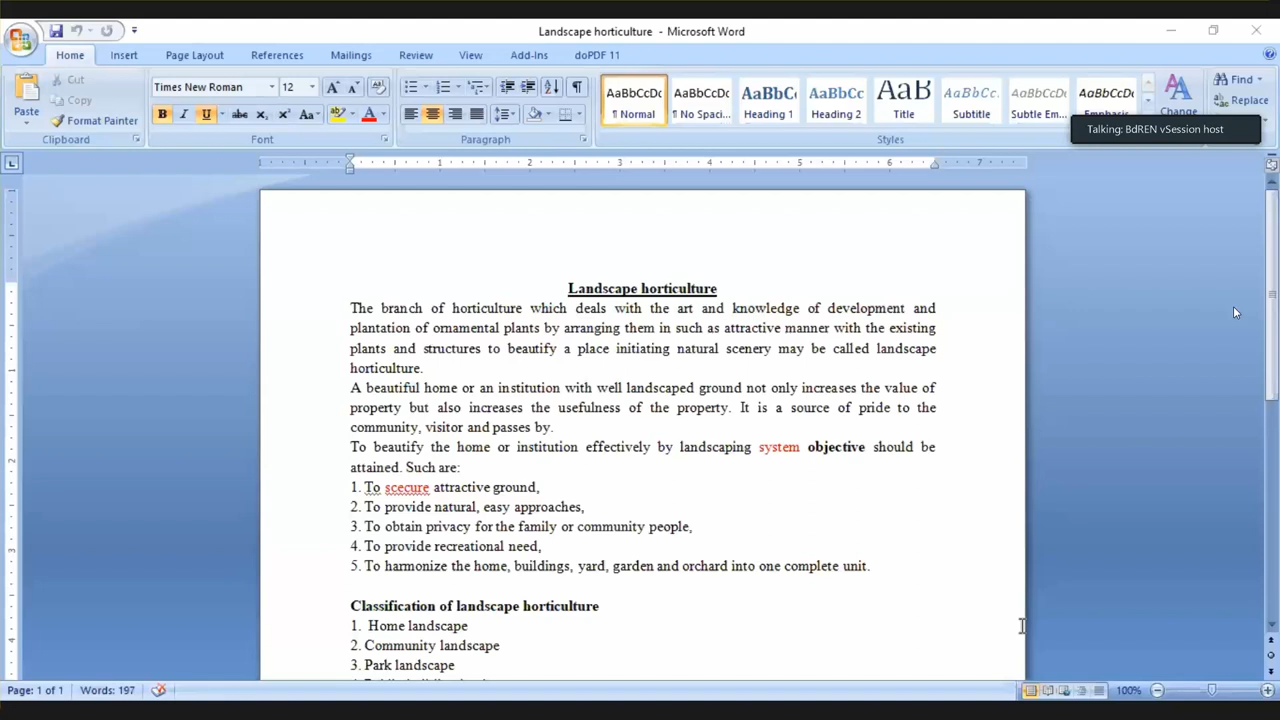 Landscape horticulture - Microsoft Word
Home Insert Page Layout References Mailings Review View Add-Ins doPDF 11
Paste Cut Copy Format Painter
Times New Roman 12
AaBbCcDc AaBbCcDc AaBbC AaBbCc AaB AaBbCc. AaBbCcDc AaBbCcDc
¶ Normal ¶ No Spaci... Heading 1 Heading 2 Title Subtitle Subtle Em... Emphasis
Change
Find
Replace
Clipboard Font Paragraph Styles
Talking: BdREN vSession host
Landscape horticulture
The branch of horticulture which deals with the art and knowledge of development and
plantation of ornamental plants by arranging them in such as attractive manner with the existing
plants and structures to beautify a place initiating natural scenery may be called landscape
horticulture.
A beautiful home or an institution with well landscaped ground not only increases the value of
property but also increases the usefulness of the property. It is a source of pride to the
community, visitor and passes by.
To beautify the home or institution effectively by landscaping system objective should be
attained. Such are:
1. To scecure attractive ground,
2. To provide natural, easy approaches,
3. To obtain privacy for the family or community people,
4. To provide recreational need,
5. To harmonize the home, buildings, yard, garden and orchard into one complete unit.
Classification of landscape horticulture
1. Home landscape
2. Community landscape
3. Park landscape
Page: 1 of 1 Words: 197 100%